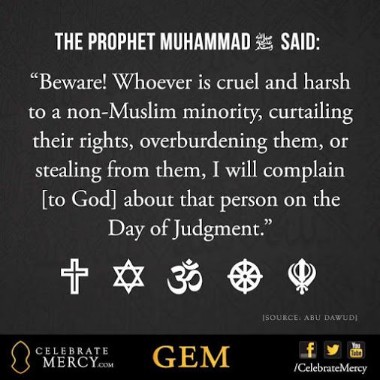 THE PROPHET MUHAMMAD ﷺ SAID:
“Beware! Whoever is cruel and harsh
to a non-Muslim minority, curtailing
their rights, overburdening them, or
stealing from them, I will complain
[to God] about that person on the
Day of Judgment.”
[SOURCE: ABU DAWUD]
CELEBRATE
MERCY.COM
GEM
f You Tube
/CelebrateMercy